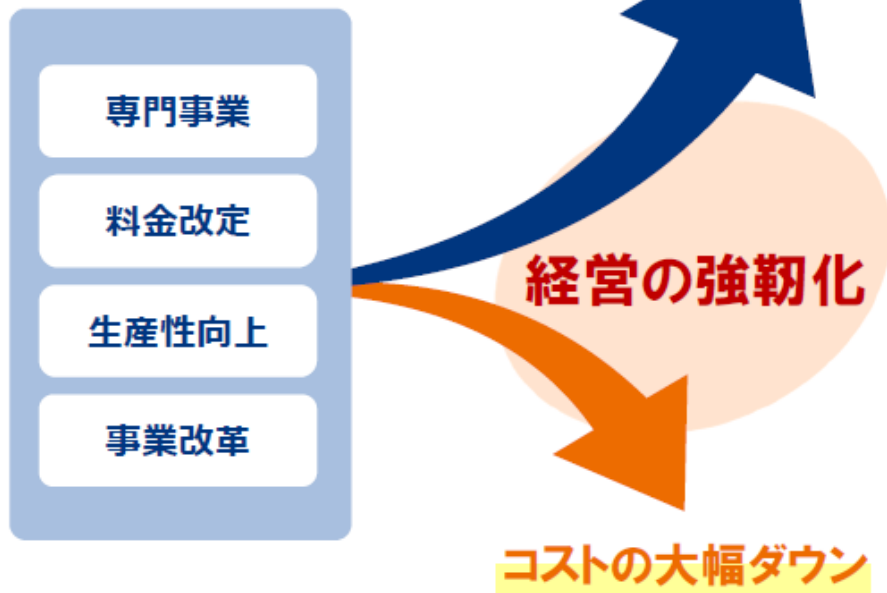 専門事業
料金改定
生産性向上
事業改革
経営の強靭化
コストの大幅ダウン